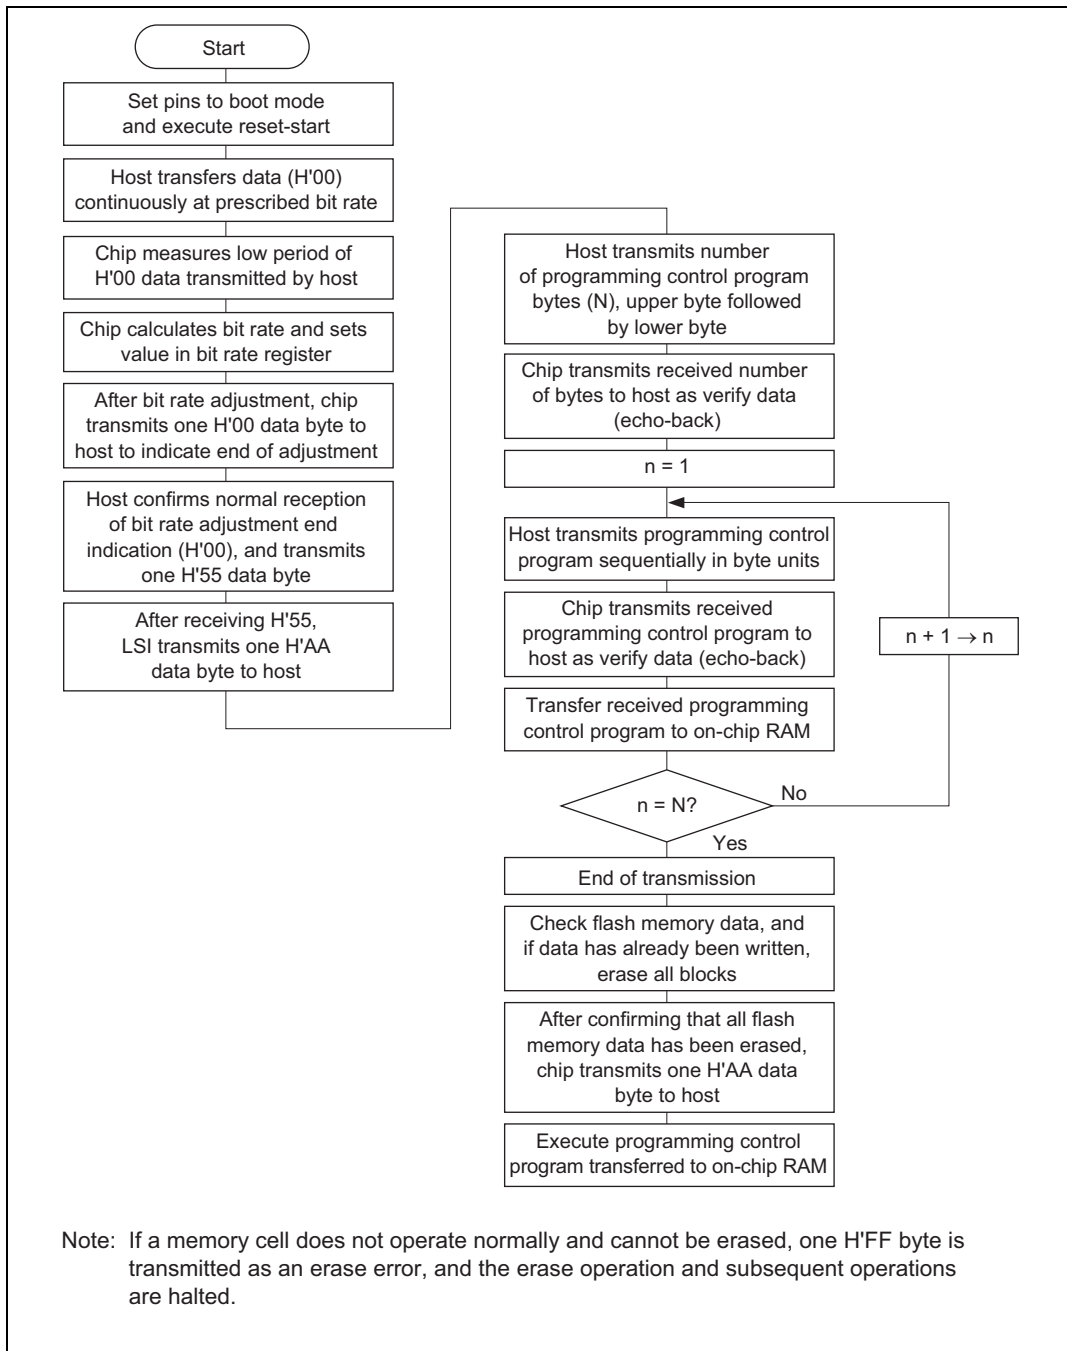 Start
Set pins to boot mode
and execute reset-start
Host transfers data (H'00)
continuously at prescribed bit rate
Chip measures low period of
H'00 data transmitted by host
Chip calculates bit rate and sets
value in bit rate register
After bit rate adjustment, chip
transmits one H'00 data byte to
host to indicate end of adjustment
Host confirms normal reception
of bit rate adjustment end
indication (H'00), and transmits
one H'55 data byte
After receiving H'55,
LSI transmits one H'AA
data byte to host
Host transmits number
of programming control program
bytes (N), upper byte followed
by lower byte
Chip transmits received number
of bytes to host as verify data
(echo-back)
n = 1
Host transmits programming control
program sequentially in byte units
Chip transmits received
programming control program to
host as verify data (echo-back)
n + 1 → n
Transfer received programming
control program to on-chip RAM
n = N?
No
Yes
End of transmission
Check flash memory data, and
if data has already been written,
erase all blocks
After confirming that all flash
memory data has been erased,
chip transmits one H'AA data
byte to host
Execute programming control
program transferred to on-chip RAM
Note: If a memory cell does not operate normally and cannot be erased, one H'FF byte is
transmitted as an erase error, and the erase operation and subsequent operations
are halted.